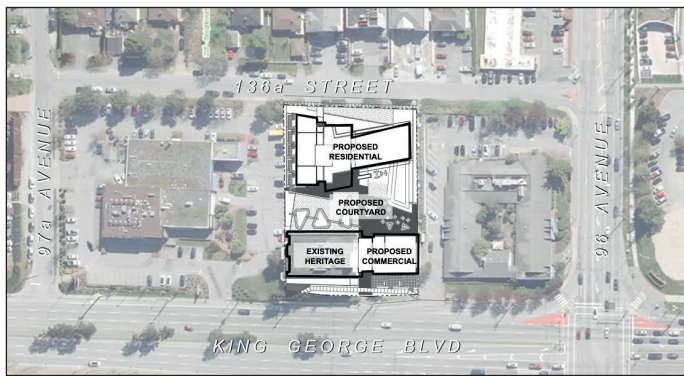 136a STREET
97a AVENUE
PROPOSED
RESIDENTIAL
PROPOSED
COURTYARD
EXISTING
HERITAGE
PROPOSED
COMMERCIAL
96 AVENUE
KING GEORGE BLVD